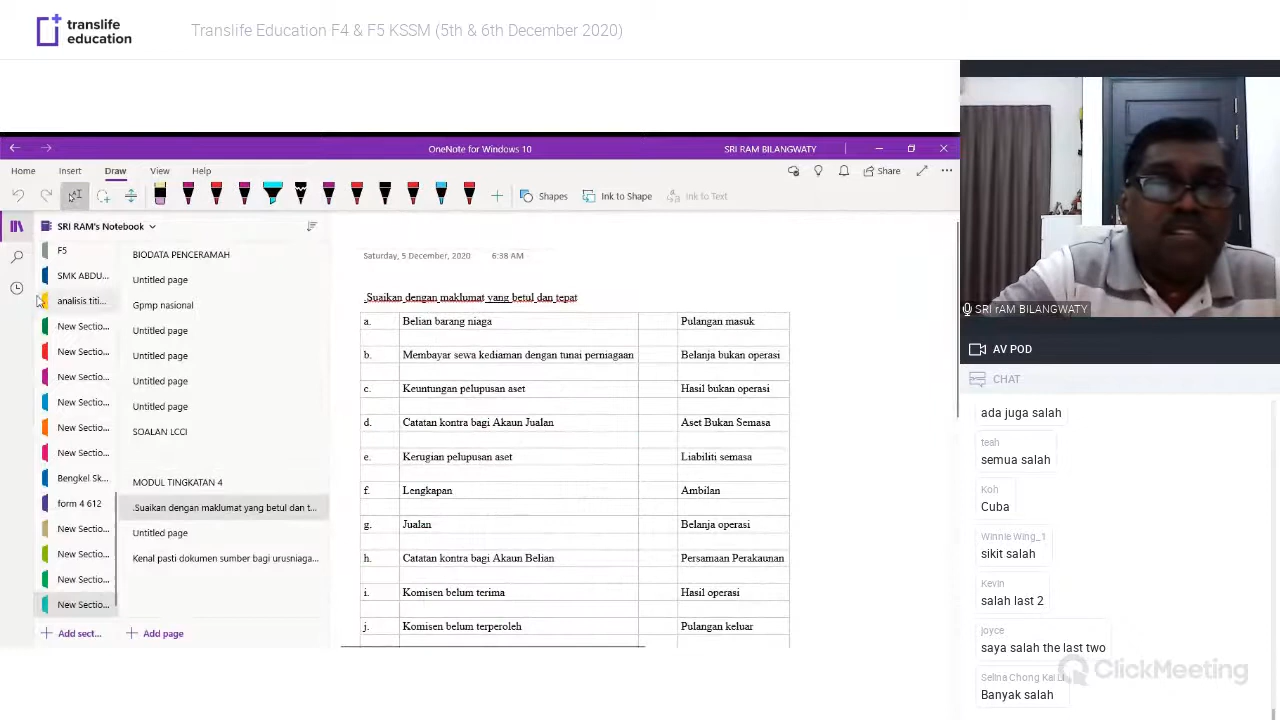 translife
education
Translife Education F4 & F5 KSSM (5th & 6th December 2020)
OneNote for Windows 10
SRI RAM BILANGWATY
Home
Insert
Draw
View
Help
Share
Shapes
Ink to Shape
Ink to Text
SRI RAM's Notebook
F5
SMK ABDU...
analisis titi...
New Sectio...
New Sectio...
New Sectio...
New Sectio...
New Sectio...
New Sectio...
Bengkel Sk...
form 4 612
New Sectio...
New Sectio...
New Sectio...
New Sectio...
Add sect...
BIODATA PENCERAMAH
Untitled page
Gpmp nasional
Untitled page
Untitled page
Untitled page
Untitled page
SOALAN LCCI
MODUL TINGKATAN 4
.Suaikan dengan maklumat yang betul dan t...
Untitled page
Kenal pasti dokumen sumber bagi urusniaga...
Add page
Saturday, 5 December, 2020 6:38 AM
.Suaikan dengan maklumat yang betul dan tepat
a. Belian barang niaga Pulangan masuk
b. Membayar sewa kediaman dengan tunai perniagaan Belanja bukan operasi
c. Keuntungan pelupusan aset Hasil bukan operasi
d. Catatan kontra bagi Akaun Jualan Aset Bukan Semasa
e. Kerugian pelupusan aset Liabiliti semasa
f. Lengkapan Ambilan
g. Jualan Belanja operasi
h. Catatan kontra bagi Akaun Belian Persamaan Perakaunan
i. Komisen belum terima Hasil operasi
j. Komisen belum terperoleh Pulangan keluar
SRI rAM BILANGWATY
AV POD
CHAT
ada juga salah
teah
semua salah
Koh
Cuba
Winnie Wing_1
sikit salah
Kevin
salah last 2
joyce
saya salah the last two
Selina Chong Kai Li
Banyak salah
ClickMeeting